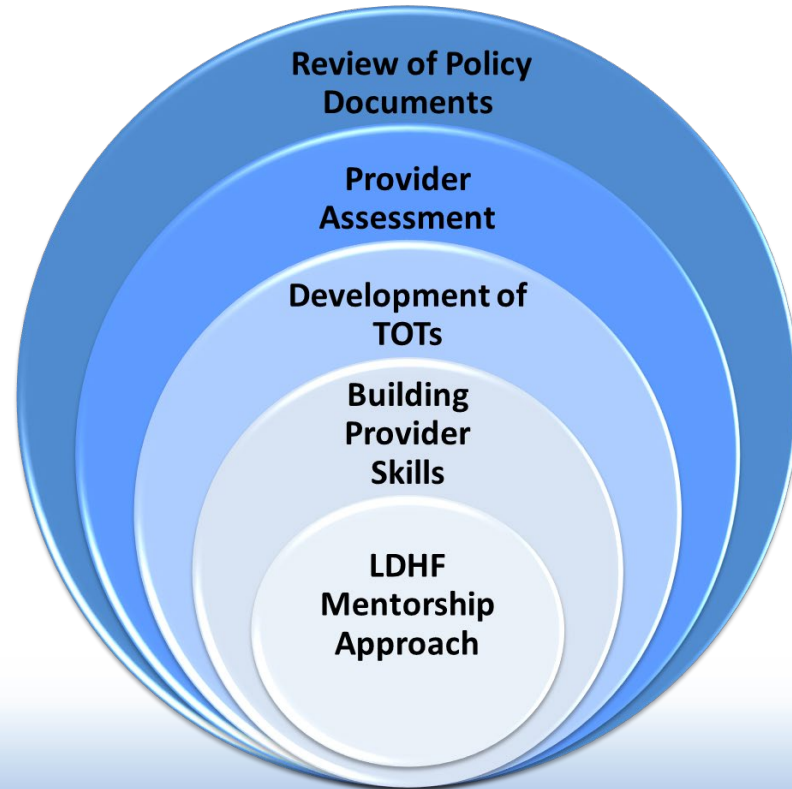 Review of Policy
Documents
Provider
Assessment
Development of
TOTs
Building
Provider
Skills
LDHF
Mentorship
Approach